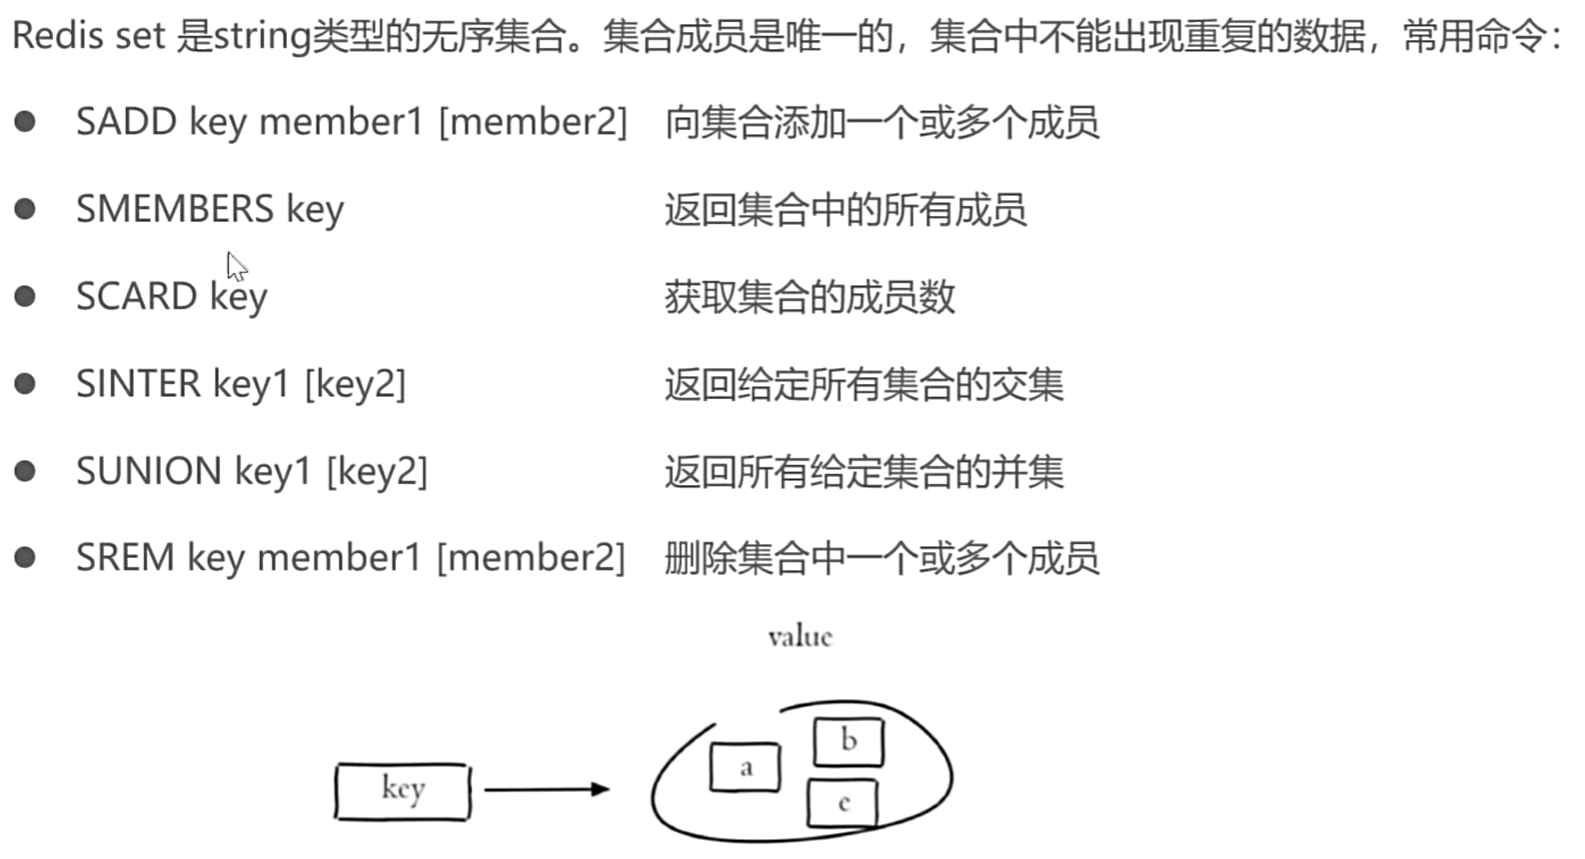 Redis set 是string类型的无序集合。集合成员是唯一的，集合中不能出现重复的数据，常用命令：
● SADD key member1 [member2] 向集合添加一个或多个成员
● SMEMBERS key 返回集合中的所有成员
● SCARD key 获取集合的成员数
● SINTER key1 [key2] 返回给定所有集合的交集
● SUNION key1 [key2] 返回所有给定集合的并集
● SREM key member1 [member2] 删除集合中一个或多个成员
value
b
a
key
c